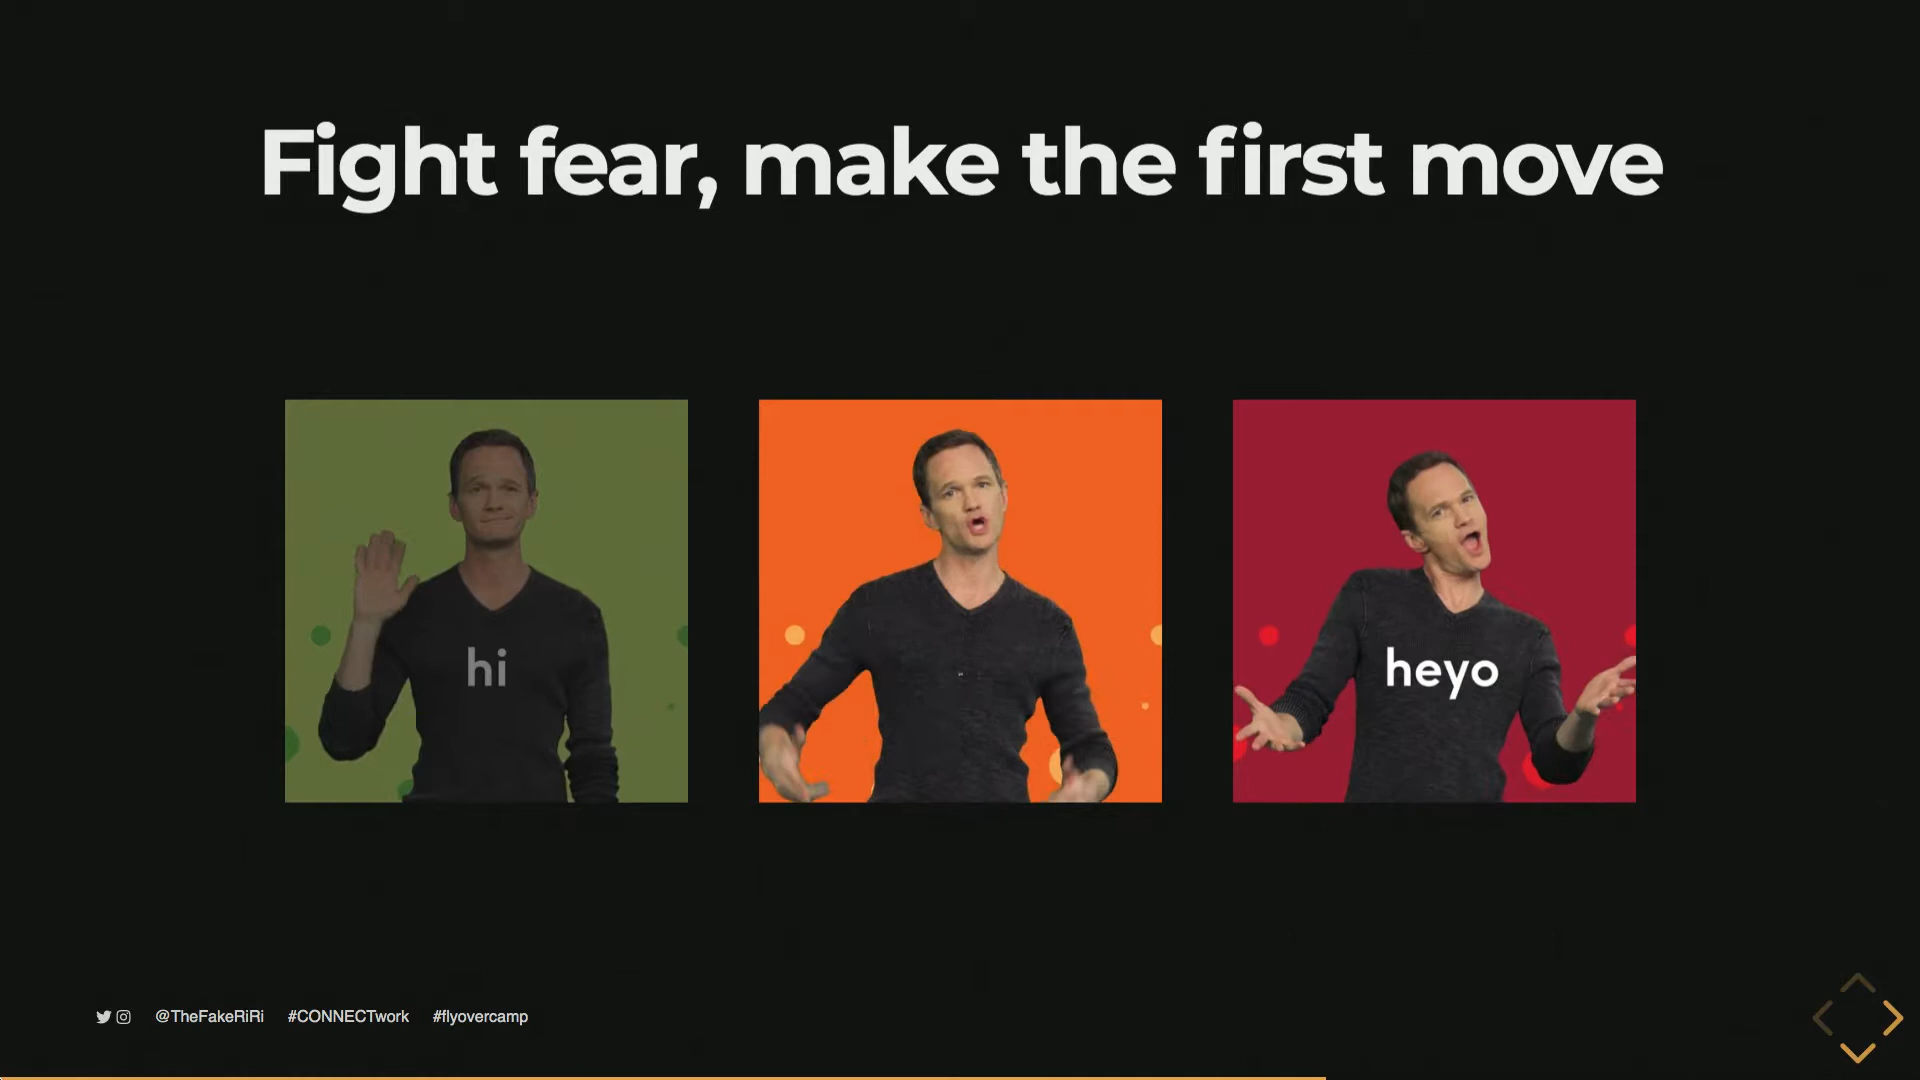 Fight fear, make the first move
hi
heyo
@TheFakeRiRi #CONNECTwork #flyovercamp